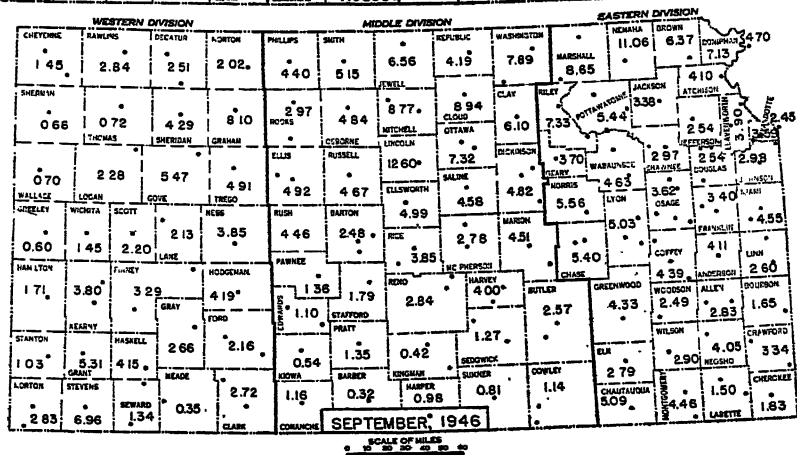 WESTERN DIVISION MIDDLE DIVISION EASTERN DIVISION
CHEYENNE RAWLINS DECATUR NORTON PHILLIPS SMITH REPUBLIC WASHINGTON MARSHALL NEMAHA BROWN DONIPHAN
1.45 2.84 2.51 2.02 4.40 5.15 6.56 4.19 7.89 8.65 11.06 6.37 7.13 4.70
JEWELL
SHERMAN CLAY RILEY POTTAWATOMIE JACKSON ATCHISON
0.66 0.72 4.29 8.10 2.97 4.84 8.77 8.94 6.10 7.33 5.44 3.38 4.10
THOMAS SHERIDAN GRAHAM ROOKS OSBORNE MITCHELL CLOUD
LEAVENWORTH 3.90 WYANDOTTE 2.45
ELLIS RUSSELL LINCOLN OTTAWA DICKINSON GEARY WABAUNSEE SHAWNEE JEFFERSON DOUGLAS JOHNSON
0.70 2.28 5.47 4.91 4.92 4.67 12.60 7.32 4.82 3.70 4.63 2.97 2.54 2.54 2.93
WALLACE LOGAN GOVE TREGO
ELLSWORTH SALINE MORRIS LYON OSAGE FRANKLIN MIAMI
4.99 4.58 5.56 5.03 3.62 3.40 4.55
GREELEY WICHITA SCOTT LANE NESS RUSH BARTON RICE MC PHERSON MARION CHASE COFFEY ANDERSON LINN
0.60 1.45 2.20 2.13 3.85 4.46 2.48 3.85 2.78 4.51 5.40 4.39 4.11 2.60
HAMILTON FINNEY HODGEMAN PAWNEE RENO HARVEY BUTLER GREENWOOD WOODSON ALLEN BOURBON
1.71 3.80 3.29 4.19 1.36 2.84 4.00 2.57 4.33 2.49 2.83 1.65
KEARNY GRAY FORD EDWARDS STAFFORD
2.66 2.16 1.10 1.79
STANTON GRANT HASKELL KIOWA PRATT KINGMAN SEDGWICK ELK WILSON NEOSHO CRAWFORD
1.03 5.31 4.15 0.54 1.35 0.42 1.27 2.79 2.90 4.05 3.34
MORTON STEVENS SEWARD MEADE CLARK COMANCHE BARBER HARPER SUMNER COWLEY CHAUTAUQUA MONTGOMERY LABETTE CHERKEE
2.83 6.96 1.34 0.35 2.72 1.16 0.32 0.98 0.81 1.14 5.09 4.46 1.50 1.83
SEPTEMBER, 1946
SCALE OF MILES
0 10 20 30 40 50 60